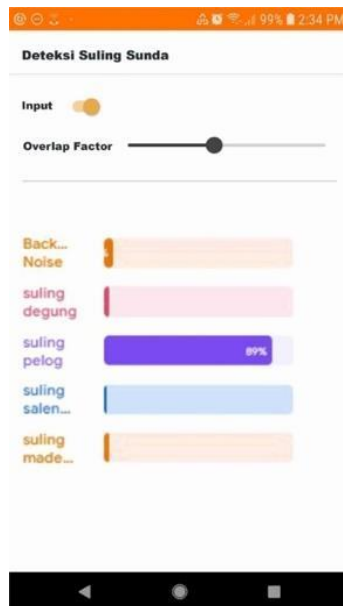 99% 2:34 PM
Deteksi Suling Sunda
Input
Overlap Factor
Back...
Noise
suling
degung
suling
pelog
89%
suling
salen...
suling
made...